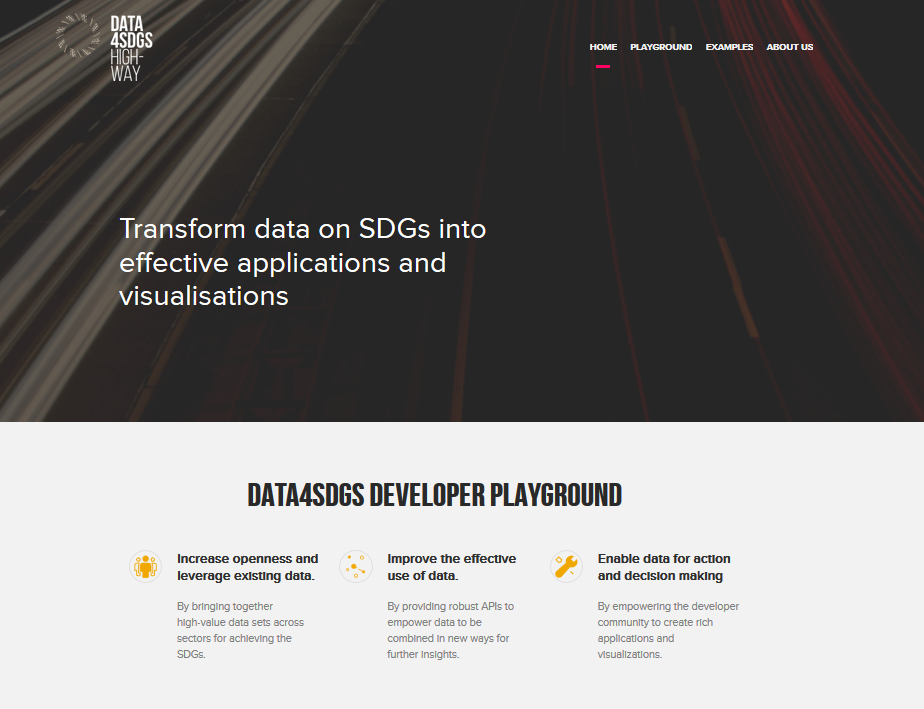 DATA
4SDGS
HIGH-
WAY
HOME PLAYGROUND EXAMPLES ABOUT US
Transform data on SDGs into
effective applications and
visualisations
DATA4SDGS DEVELOPER PLAYGROUND
Increase openness and
leverage existing data.
By bringing together
high-value data sets across
sectors for achieving the
SDGs.
Improve the effective
use of data.
By providing robust APIs to
empower data to be
combined in new ways for
further insights.
Enable data for action
and decision making
By empowering the developer
community to create rich
applications and
visualizations.